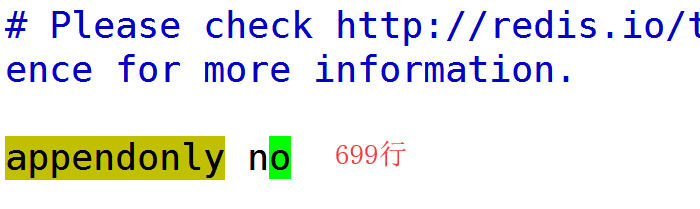 # Please check http://redis.io/t
ence for more information.
appendonly no 699行